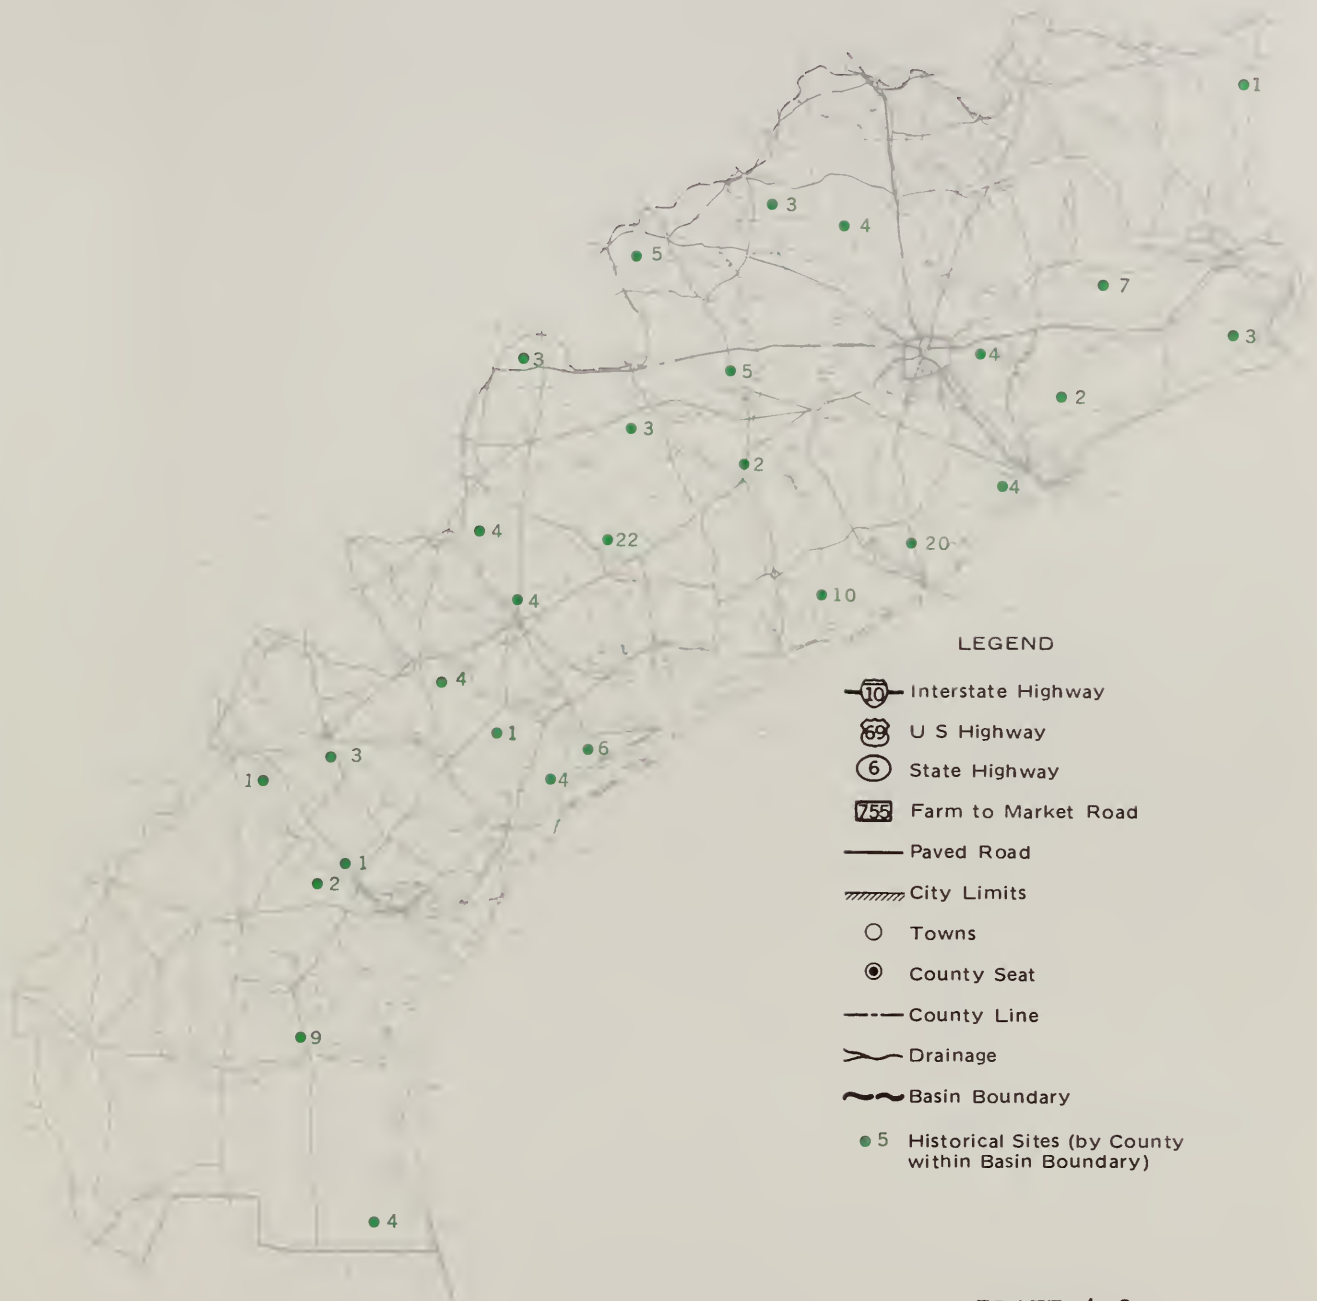 1
3
4
5
7
3
3
4
5
2
3
2
4
4
22
20
4
10
4
1
6
3
4
1
1
2
9
4
LEGEND
10 Interstate Highway
69 U S Highway
6 State Highway
755 Farm to Market Road
Paved Road
City Limits
Towns
County Seat
County Line
Drainage
Basin Boundary
5 Historical Sites (by County
within Basin Boundary)